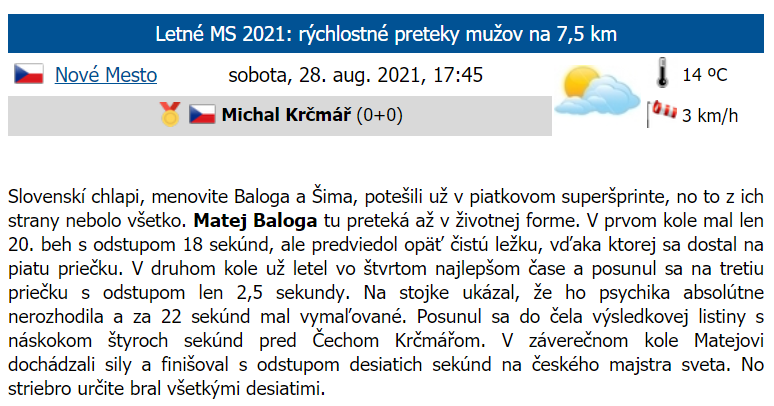 Letné MS 2021: rýchlostné preteky mužov na 7,5 km
Nové Mesto sobota, 28. aug. 2021, 17:45 14 ºC
Michal Krčmář (0+0) 3 km/h
Slovenskí chlapi, menovite Baloga a Šima, potešili už v piatkovom superšprinte, no to z ich
strany nebolo všetko. Matej Baloga tu preteká až v životnej forme. V prvom kole mal len
20. beh s odstupom 18 sekúnd, ale predviedol opäť čistú ležku, vďaka ktorej sa dostal na
piatu priečku. V druhom kole už letel vo štvrtom najlepšom čase a posunul sa na tretiu
priečku s odstupom len 2,5 sekundy. Na stojke ukázal, že ho psychika absolútne
nerozhodila a za 22 sekúnd mal vymaľované. Posunul sa do čela výsledkovej listiny s
náskokom štyroch sekúnd pred Čechom Krčmářom. V záverečnom kole Matejovi
dochádzali sily a finišoval s odstupom desiatich sekúnd na českého majstra sveta. No
striebro určite bral všetkými desiatimi.